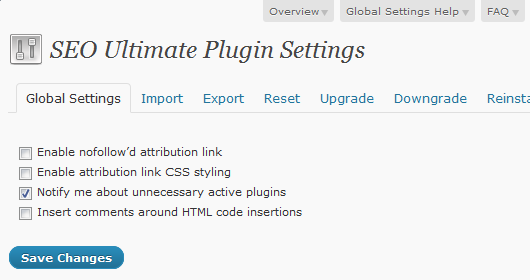 Overview Global Settings Help FAQ
SEO Ultimate Plugin Settings
Global Settings Import Export Reset Upgrade Downgrade Reinsta
Enable nofollow'd attribution link
Enable attribution link CSS styling
Notify me about unnecessary active plugins
Insert comments around HTML code insertions
Save Changes